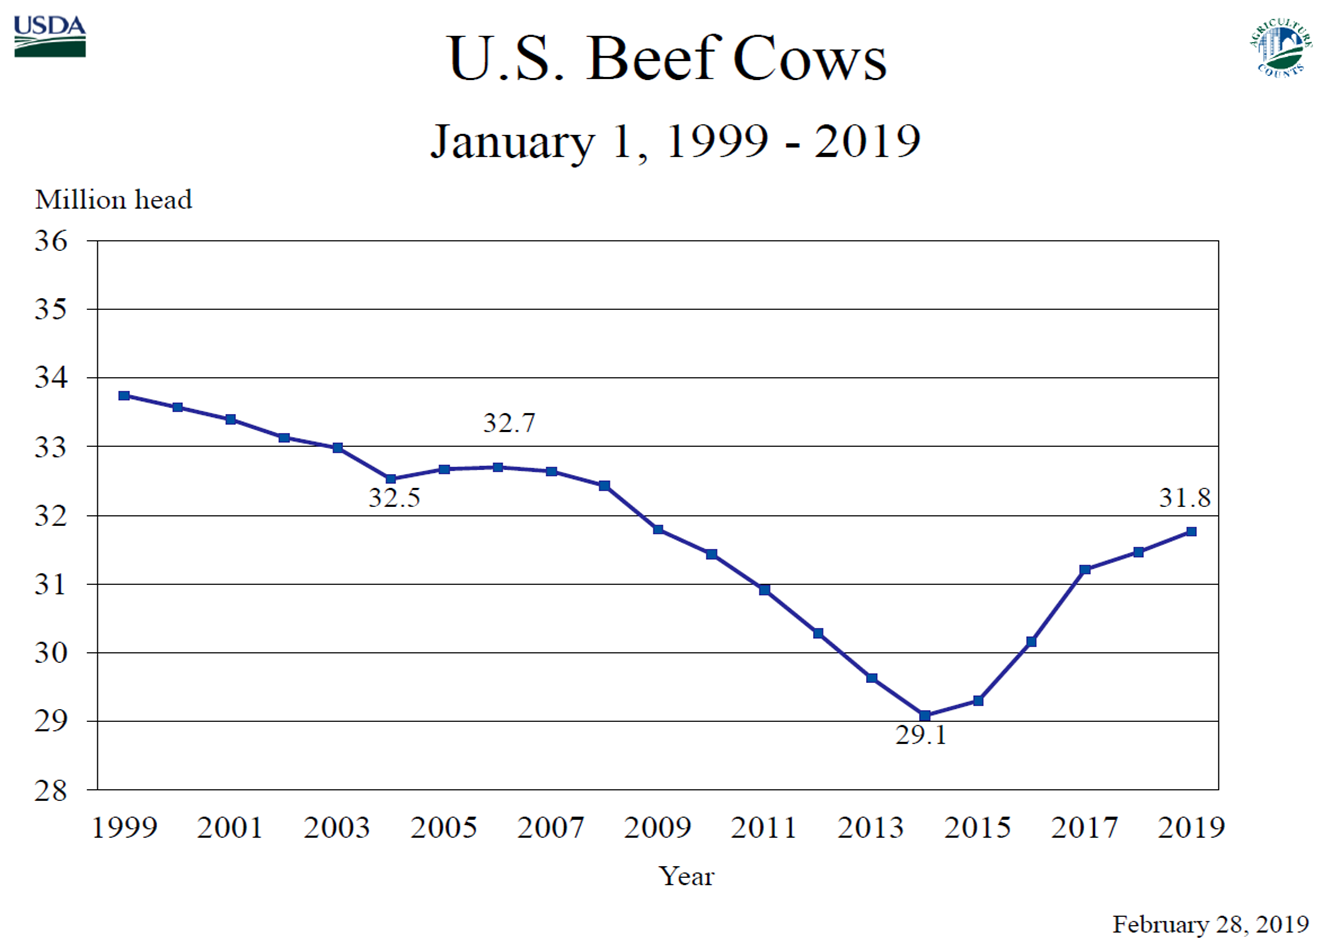 USDA
U.S. Beef Cows
AGRICULTURE
COUNTS
January 1, 1999 - 2019
Million head
36
35
34
33
32
31
30
29
28
32.7
32.5
31.8
29.1
1999 2001 2003 2005 2007 2009 2011 2013 2015 2017 2019
Year
February 28, 2019